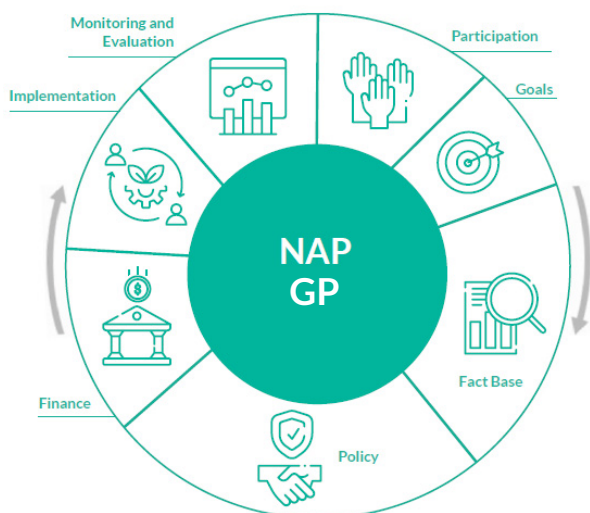 Monitoring and
Evaluation
Participation
Implementation
Goals
NAP
GP
$
Fact Base
Finance
Policy